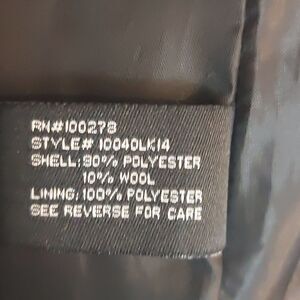 RN#100278
STYLE# 10040LK14
SHELL: 90% POLYESTER
10% WOOL
LINING: 100% POLYESTER
SEE REVERSE FOR CARE